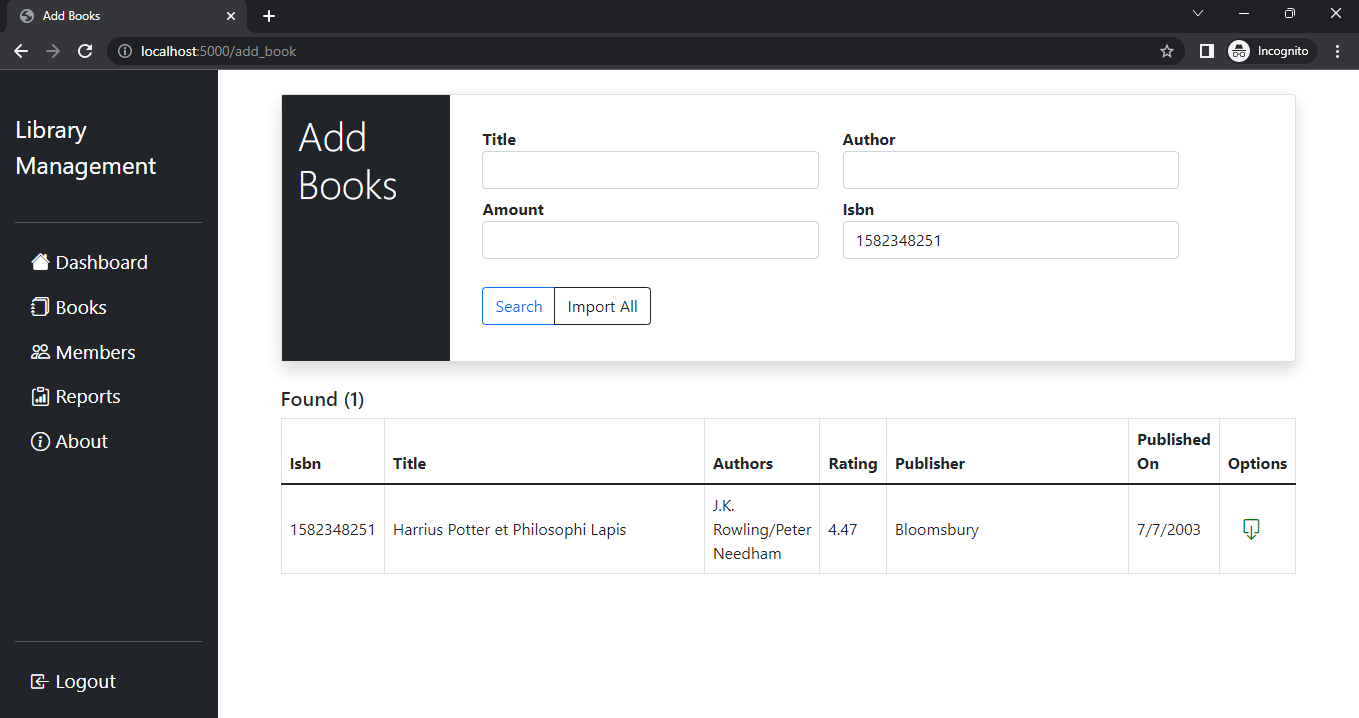 Add Books
localhost:5000/add_book
Incognito
Library
Management
Dashboard
Books
Members
Reports
About
Logout
Add
Books
Title
Author
Amount
Isbn
1582348251
Search
Import All
Found (1)
Isbn
Title
Authors
Rating
Publisher
Published
On
Options
1582348251
Harrius Potter et Philosophi Lapis
J.K.
Rowling/Peter
Needham
4.47
Bloomsbury
7/7/2003